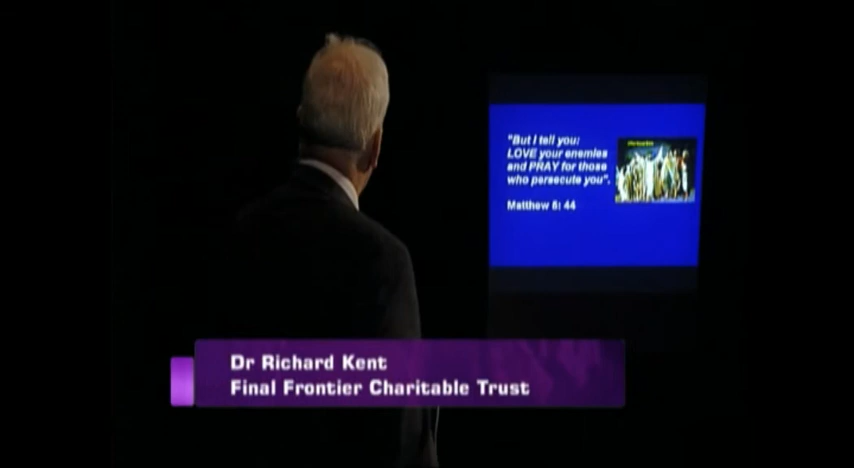 "But I tell you:
LOVE your enemies
and PRAY for those
who persecute you".
Matthew 5: 44
Dr Richard Kent
Final Frontier Charitable Trust